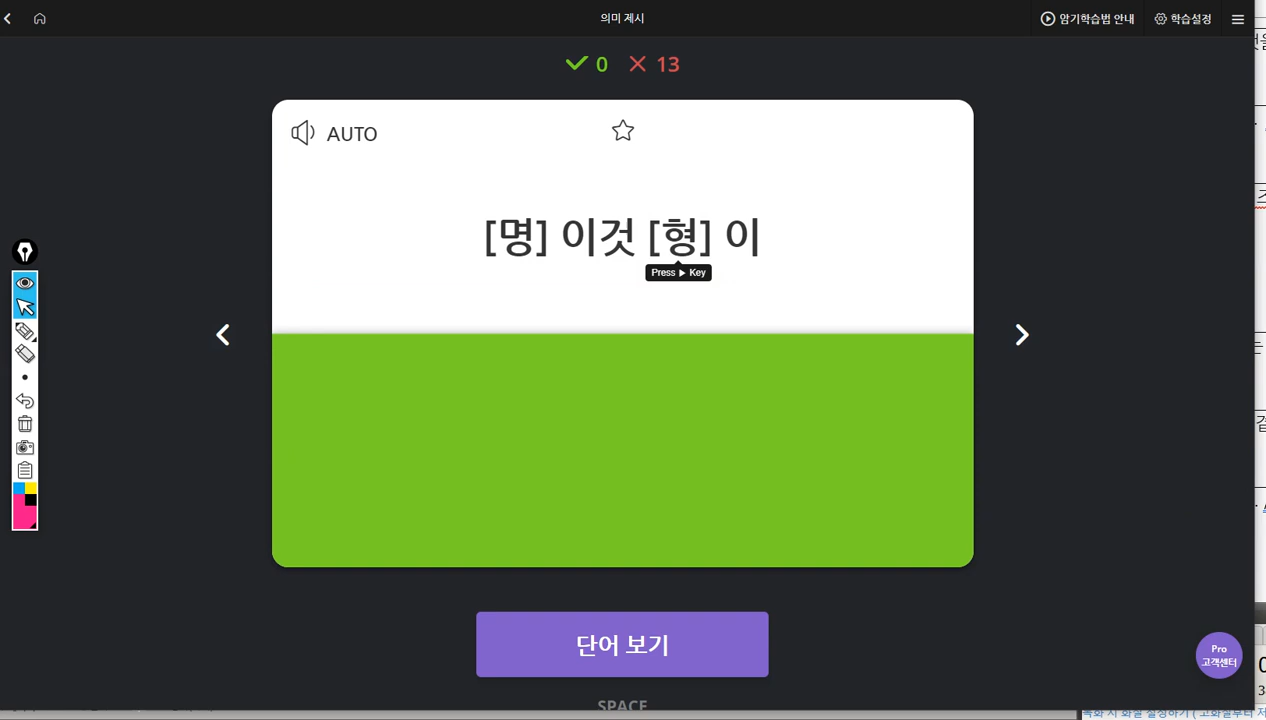 의미 제시
암기학습법 안내
학습설정
0
13
AUTO
[명] 이것 [형] 이
Press ▶ Key
단어 보기
SPACE
Pro
고객센터